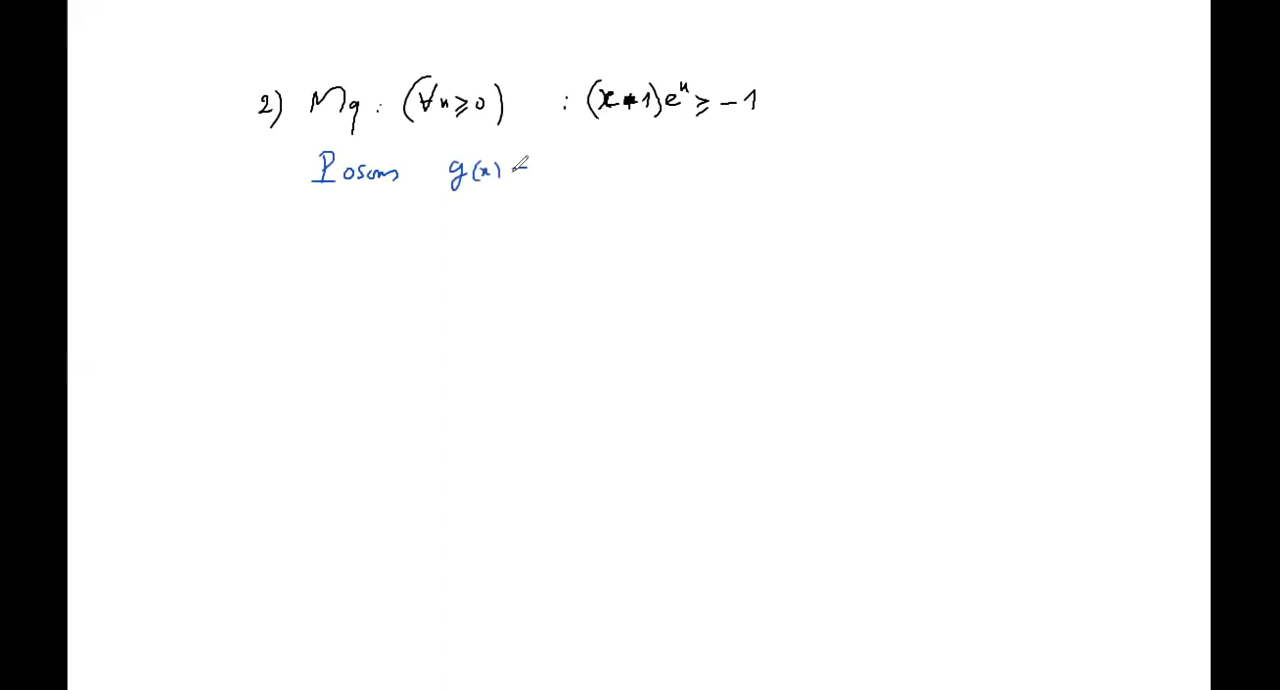 2) Mq : (∀x ⩾ 0) : (x - 1)eˣ ⩾ - 1
Posons g(x) =